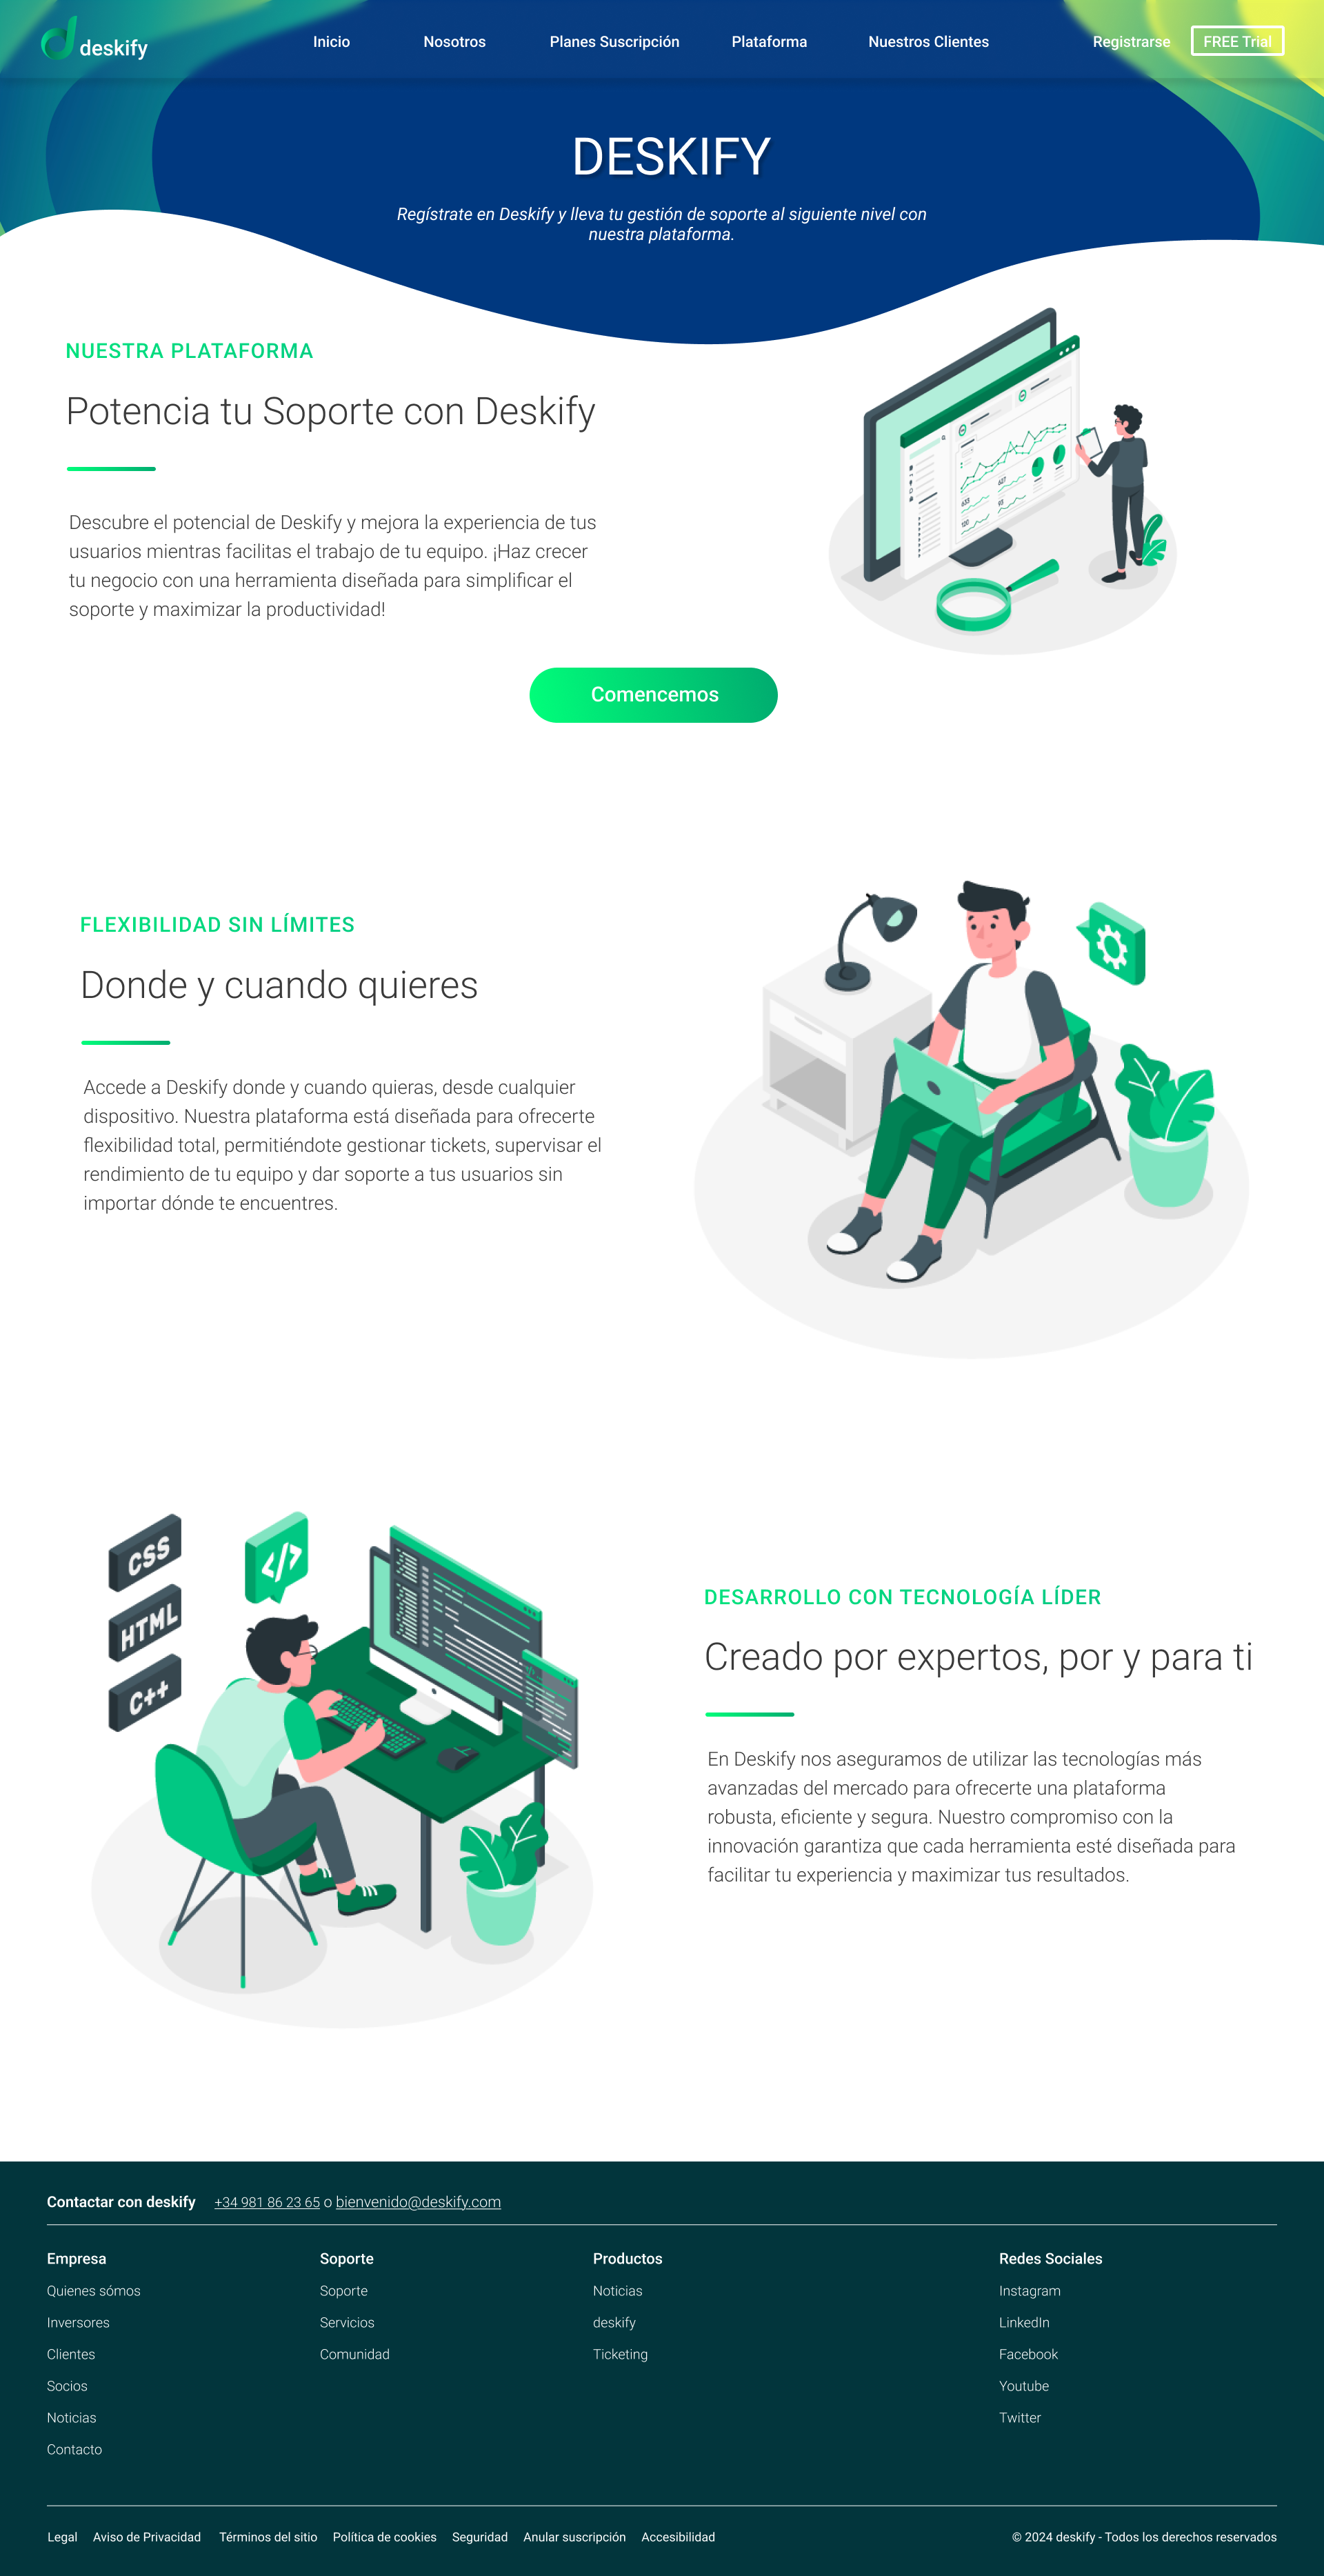 deskify
Inicio
Nosotros
Planes Suscripción
Plataforma
Nuestros Clientes
Registrarse
FREE Trial
DESKIFY
Regístrate en Deskify y lleva tu gestión de soporte al siguiente nivel con
nuestra plataforma.
NUESTRA PLATAFORMA
Potencia tu Soporte con Deskify
Descubre el potencial de Deskify y mejora la experiencia de tus
usuarios mientras facilitas el trabajo de tu equipo. ¡Haz crecer
tu negocio con una herramienta diseñada para simplificar el
soporte y maximizar la productividad!
633
627
120
93
Comencemos
FLEXIBILIDAD SIN LÍMITES
Donde y cuando quieres
Accede a Deskify donde y cuando quieras, desde cualquier
dispositivo. Nuestra plataforma está diseñada para ofrecerte
flexibilidad total, permitiéndote gestionar tickets, supervisar el
rendimiento de tu equipo y dar soporte a tus usuarios sin
importar dónde te encuentres.
CSS
HTML
C++
</>
DESARROLLO CON TECNOLOGÍA LÍDER
Creado por expertos, por y para ti
En Deskify nos aseguramos de utilizar las tecnologías más
avanzadas del mercado para ofrecerte una plataforma
robusta, eficiente y segura. Nuestro compromiso con la
innovación garantiza que cada herramienta esté diseñada para
facilitar tu experiencia y maximizar tus resultados.
Contactar con deskify +34 981 86 23 65 o bienvenido@deskify.com
Empresa
Quienes sómos
Inversores
Clientes
Socios
Noticias
Contacto
Soporte
Soporte
Servicios
Comunidad
Productos
Noticias
deskify
Ticketing
Redes Sociales
Instagram
LinkedIn
Facebook
Youtube
Twitter
Legal Aviso de Privacidad Términos del sitio Política de cookies Seguridad Anular suscripción Accesibilidad
© 2024 deskify - Todos los derechos reservados